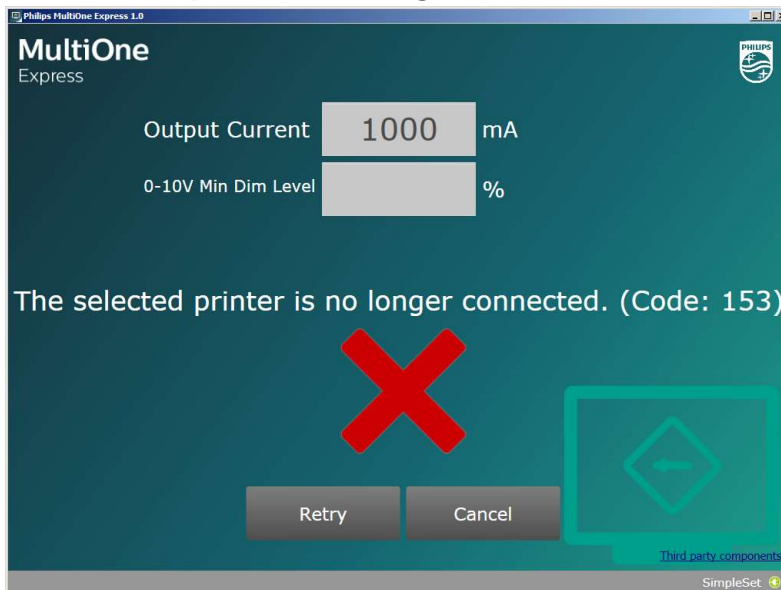 Philips MultiOne Express 1.0
MultiOne
Express
PHILIPS
Output Current 1000 mA
0-10V Min Dim Level %
The selected printer is no longer connected. (Code: 153)
Retry Cancel
Third party components
SimpleSet